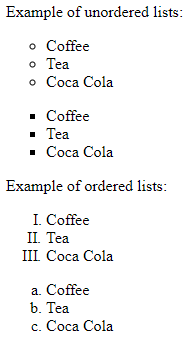 Example of unordered lists:
○ Coffee
○ Tea
○ Coca Cola
■ Coffee
■ Tea
■ Coca Cola
Example of ordered lists:
I. Coffee
II. Tea
III. Coca Cola
a. Coffee
b. Tea
c. Coca Cola